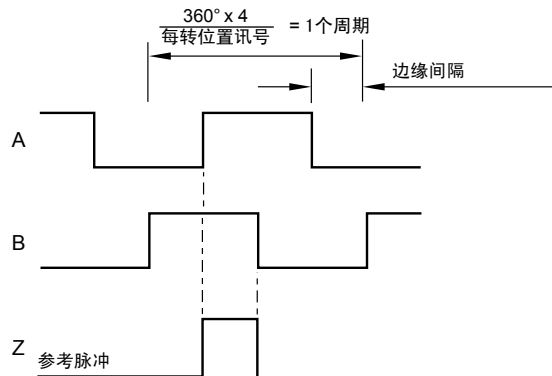 360° x 4
每转位置讯号
= 1个周期
边缘间隔
A
B
Z
参考脉冲